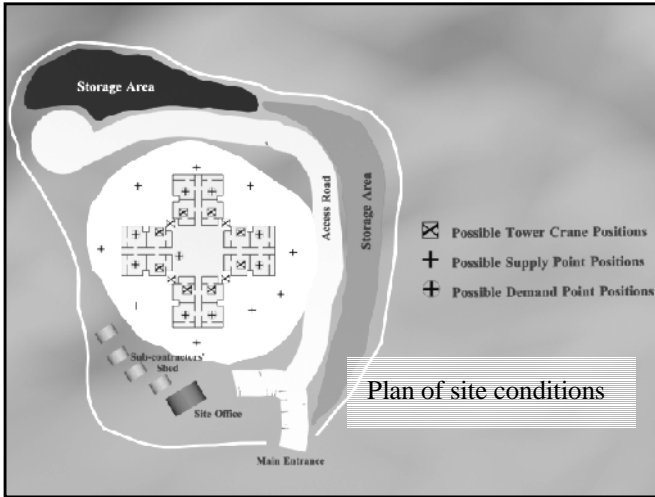 Storage Area
Access Road
Storage Area
Possible Tower Crane Positions
Possible Supply Point Positions
Possible Demand Point Positions
Sub-contracters'
Shed
Plan of site conditions
Site Office
Main Entrance